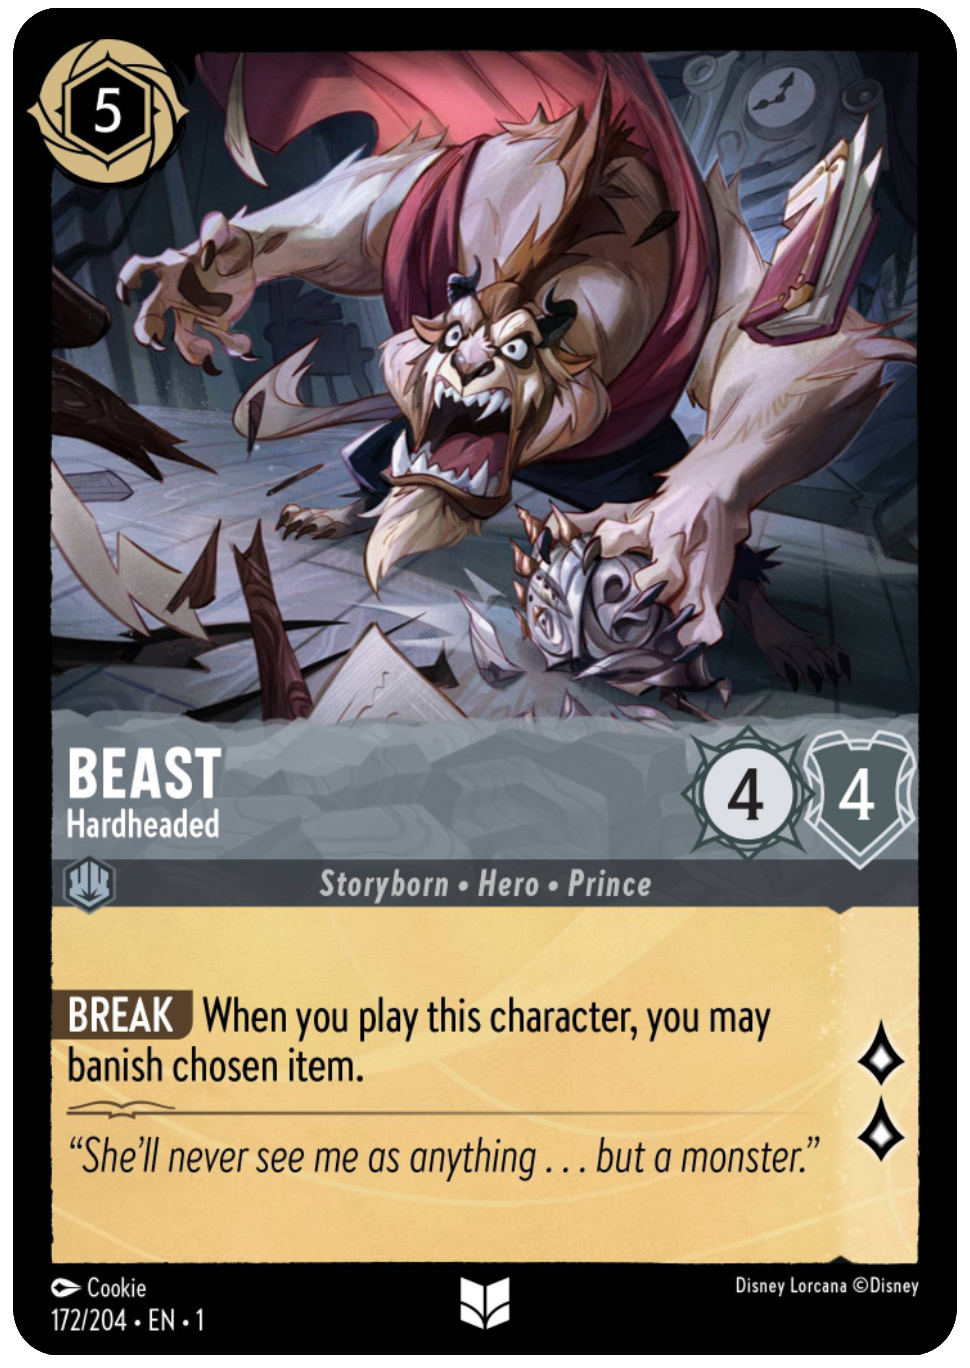 5
BEAST
4
4
Hardheaded
Storyborn • Hero • Prince
BREAK When you play this character, you may
banish chosen item.
“She’ll never see me as anything . . . but a monster.”
Cookie
Disney Lorcana ©Disney
172/204 • EN • 1